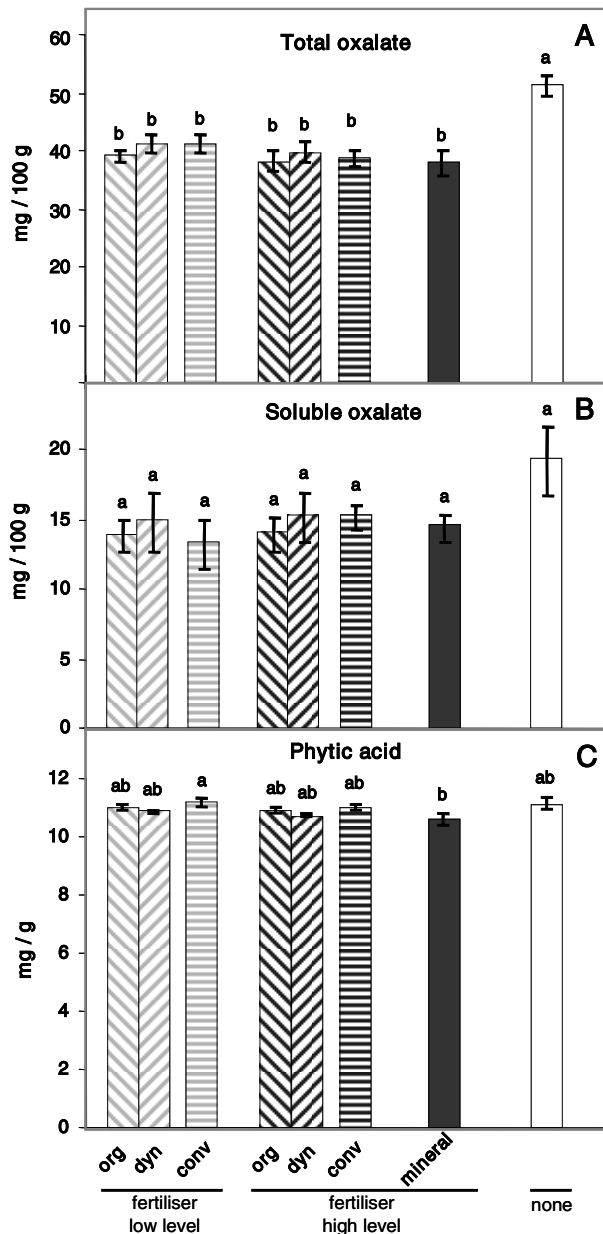 Total oxalate
A
60
50
40
30
20
10
mg / 100 g
b b b b b b b a
Soluble oxalate
B
20
15
10
5
0
mg / 100 g
a a a a a a a a
Phytic acid
C
12
10
8
6
4
2
0
mg / g
ab ab a ab ab ab b ab
org dyn conv org dyn conv mineral
fertiliser fertiliser none
low level high level